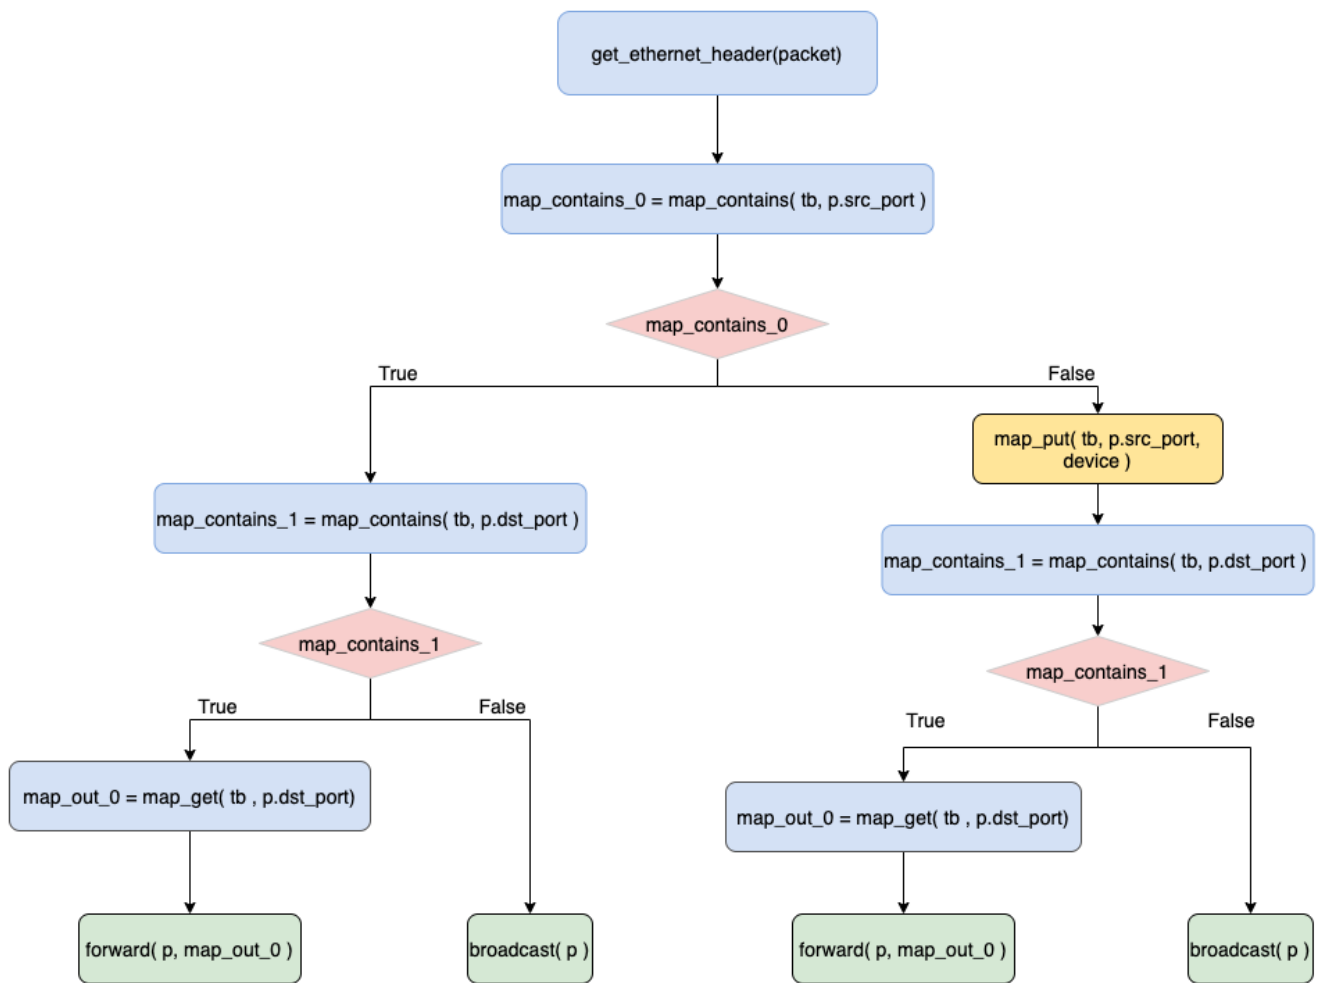 get_ethernet_header(packet)
map_contains_0 = map_contains( tb, p.src_port )
map_contains_0
True
False
map_put( tb, p.src_port,
device )
map_contains_1 = map_contains( tb, p.dst_port )
map_contains_1 = map_contains( tb, p.dst_port )
map_contains_1
map_contains_1
True
False
True
False
map_out_0 = map_get( tb , p.dst_port)
map_out_0 = map_get( tb , p.dst_port)
forward( p, map_out_0 )
broadcast( p )
forward( p, map_out_0 )
broadcast( p )